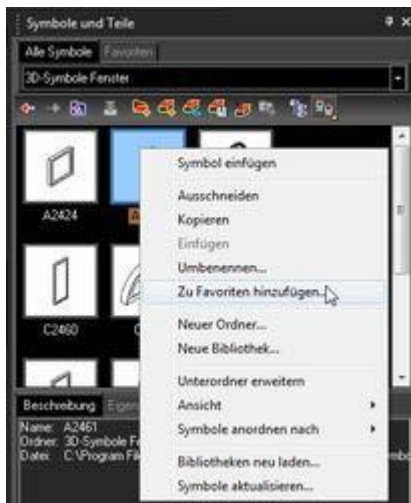 Symbole und Teile
Alle Symbole Favoriten
3D-Symbole Fenster
Symbol einfügen
Ausschneiden
Kopieren
Einfügen
Umbenennen...
Zu Favoriten hinzufügen...
Neuer Ordner...
Neue Bibliothek...
Unterordner erweitern
Ansicht
Symbole anordnen nach
Bibliotheken neu laden...
Symbole aktualisieren...
A2424
C2460
Beschreibung
Name: A2461
Ordner: 3D-Symbole
Datei: C:\Program